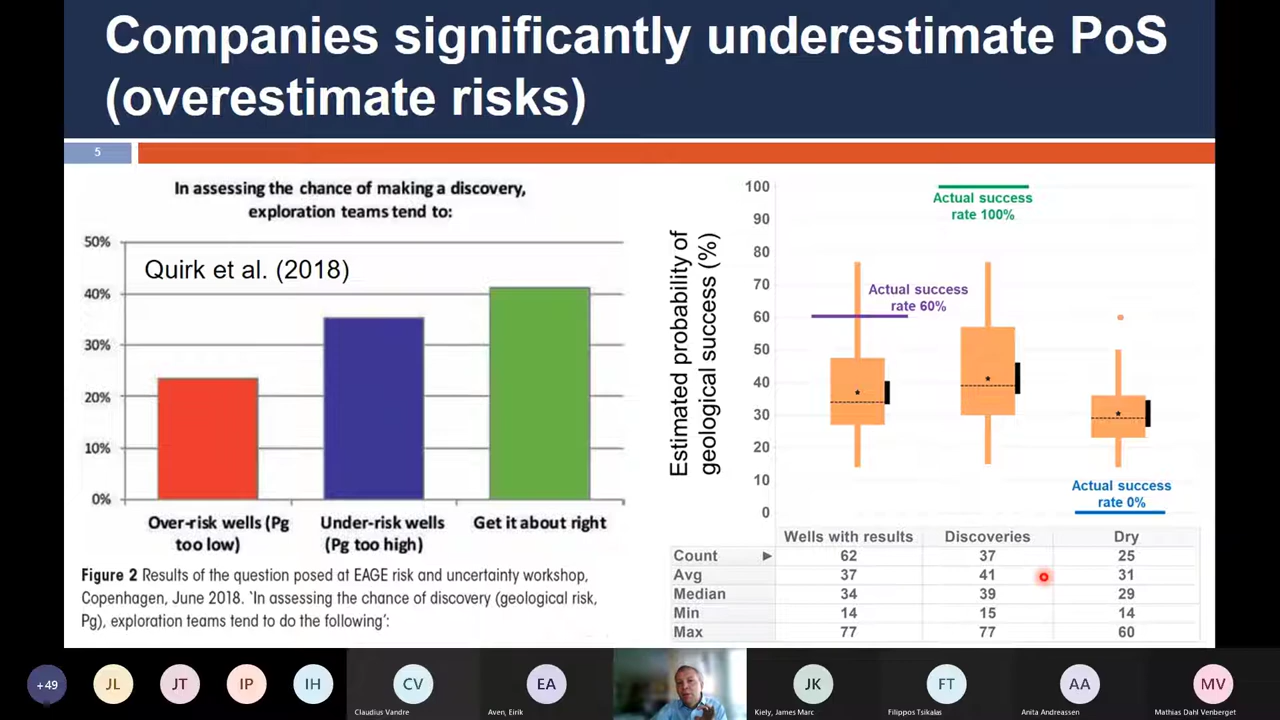 Companies significantly underestimate PoS
(overestimate risks)
5
In assessing the chance of making a discovery,
exploration teams tend to:
50%
40%
30%
20%
10%
0%
Quirk et al. (2018)
Over-risk wells (Pg
too low)
Under-risk wells
(Pg too high)
Get it about right
Figure 2 Results of the question posed at EAGE risk and uncertainty workshop,
Copenhagen, June 2018. 'In assessing the chance of discovery (geological risk,
Pg), exploration teams tend to do the following':
Estimated probability of
geological success (%)
100
90
80
70
60
50
40
30
20
10
0
Actual success
rate 100%
Actual success
rate 60%
Actual success
rate 0%
Wells with results Discoveries Dry
Count 62 37 25
Avg 37 41 31
Median 34 39 29
Min 14 15 14
Max 77 77 60
+49
JL
JT
IP
IH
CV
Claudius Vandre
EA
Aven, Eirik
JK
Kiely, James Marc
FT
Filippos Tsikalas
AA
Anita Andreassen
MV
Mathias Dahl Venberget